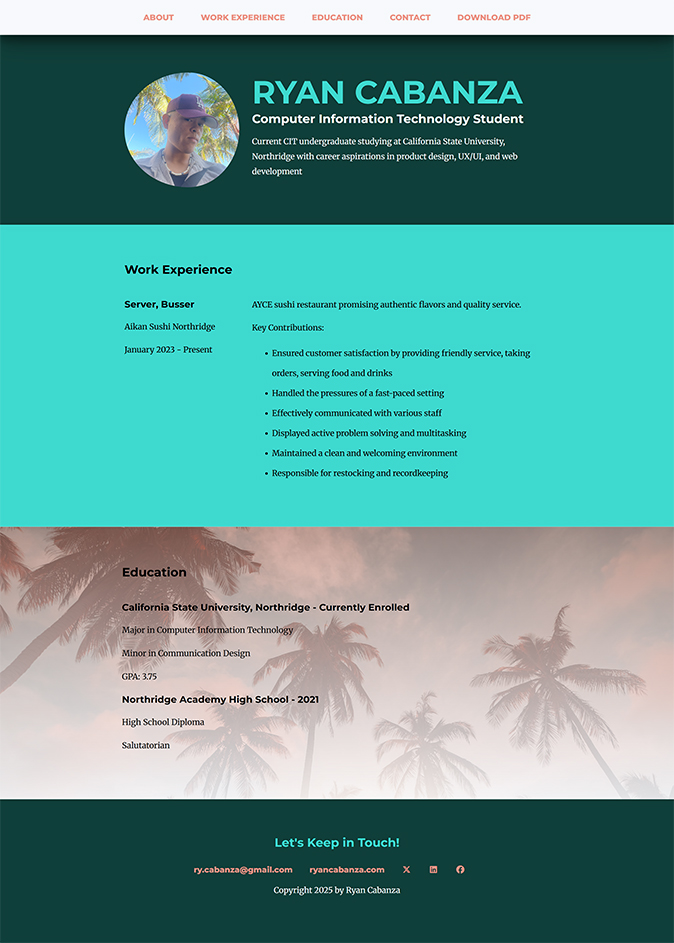 ABOUT WORK EXPERIENCE EDUCATION CONTACT DOWNLOAD PDF
RYAN CABANZA
Computer Information Technology Student
Current CIT undergraduate studying at California State University,
Northridge with career aspirations in product design, UX/UI, and web
development
Work Experience
Server, Busser
Aikan Sushi Northridge
January 2023 - Present
AYCE sushi restaurant promising authentic flavors and quality service.
Key Contributions:
• Ensured customer satisfaction by providing friendly service, taking
orders, serving food and drinks
• Handled the pressures of a fast-paced setting
• Effectively communicated with various staff
• Displayed active problem solving and multitasking
• Maintained a clean and welcoming environment
• Responsible for restocking and recordkeeping
Education
California State University, Northridge - Currently Enrolled
Major in Computer Information Technology
Minor in Communication Design
GPA: 3.75
Northridge Academy High School - 2021
High School Diploma
Salutatorian
Let's Keep in Touch!
ry.cabanza@gmail.com ryancabanza.com
Copyright 2025 by Ryan Cabanza